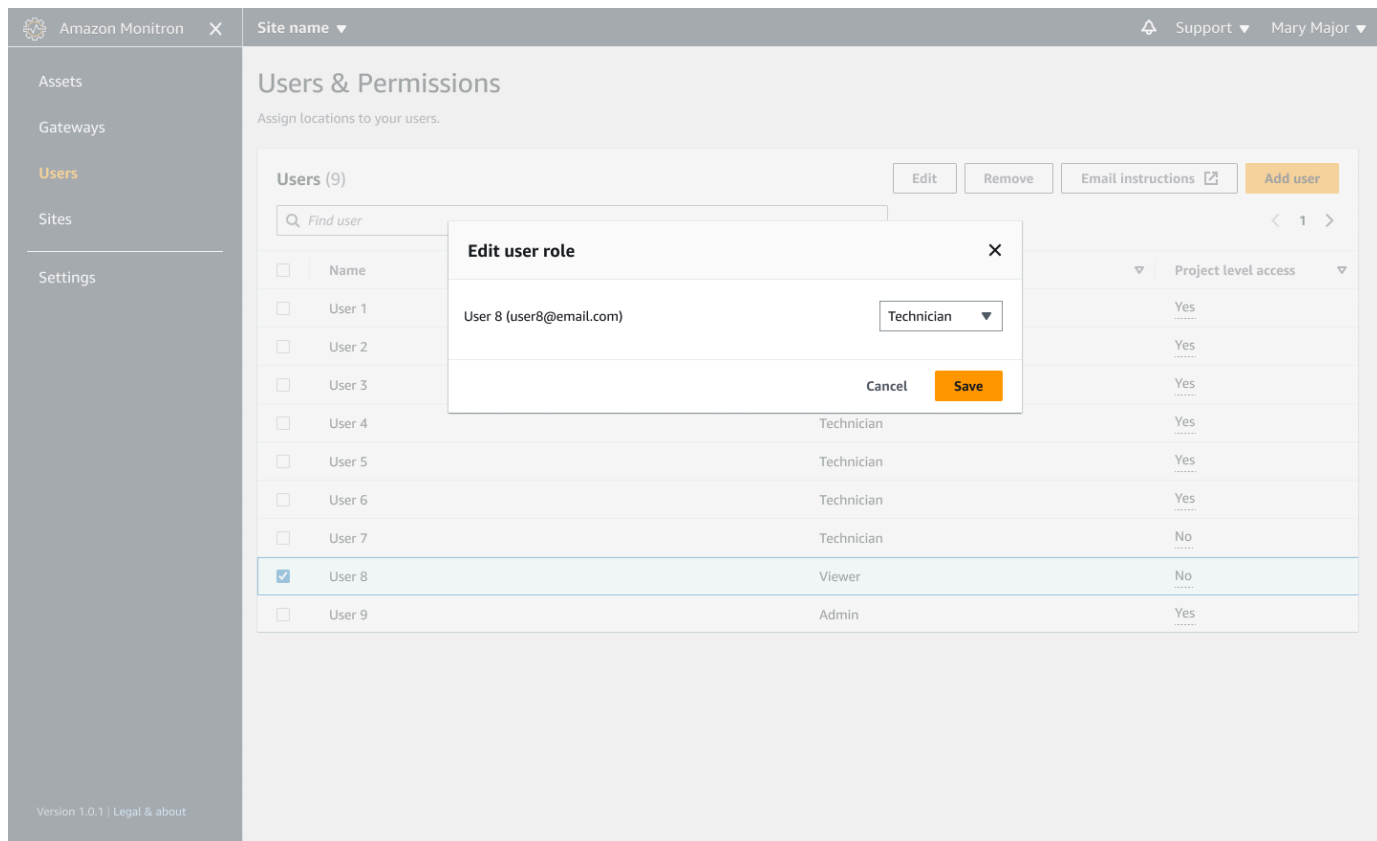 Amazon Monitron
Site name
Support
Mary Major
Assets
Gateways
Users
Sites
Settings
Version 1.0.1 | Legal & about
Users & Permissions
Assign locations to your users.
Users (9)
Edit
Remove
Email instructions
Add user
Find user
1
Name
Project level access
User 1 Yes
User 2 Yes
User 3 Yes
User 4 Technician Yes
User 5 Technician Yes
User 6 Technician Yes
User 7 Technician No
User 8 Viewer No
User 9 Admin Yes
Edit user role
User 8 (user8@email.com)
Technician
Cancel
Save